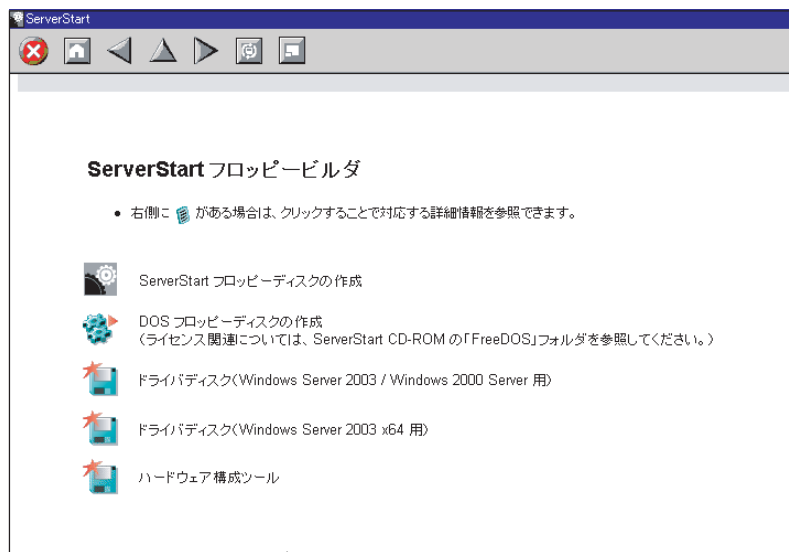 ServerStart
ServerStart フロッピービルダ
• 右側に がある場合は、クリックすることで対応する詳細情報を参照できます。
ServerStart フロッピーディスクの作成
DOS フロッピーディスクの作成
(ライセンス関連については、ServerStart CD-ROM の「FreeDOS」フォルダを参照してください。)
ドライバディスク(Windows Server 2003 / Windows 2000 Server 用)
ドライバディスク(Windows Server 2003 x64 用)
ハードウェア構成ツール